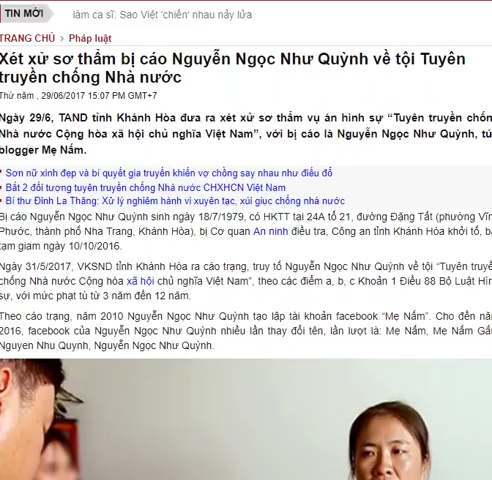 TIN MỚI
làm ca sĩ: Sao Việt 'chiến' nhau nảy lửa
TRANG CHỦ › Pháp luật
Xét xử sơ thẩm bị cáo Nguyễn Ngọc Như Quỳnh về tội Tuyên
truyền chống Nhà nước
Thứ năm , 29/06/2017 15:07 PM GMT+7
Ngày 29/6, TAND tỉnh Khánh Hòa đưa ra xét xử sơ thẩm vụ án hình sự “Tuyên truyền chốn
Nhà nước Cộng hòa xã hội chủ nghĩa Việt Nam”, với bị cáo là Nguyễn Ngọc Như Quỳnh, tứ
blogger Mẹ Nấm.
Sơn nữ xinh đẹp và bí quyết gia truyền khiến vợ chồng say nhau như điếu đổ
Bắt 2 đối tượng tuyên truyền chống Nhà nước CHXHCN Việt Nam
Bí thư Đinh La Thăng: Xử lý nghiêm hành vi xuyên tạc, xúi giục chống nhà nước
Bị cáo Nguyễn Ngọc Như Quỳnh sinh ngày 18/7/1979, có HKTT tại 24A tổ 21, đường Đặng Tất (phường Vĩn
Phước, thành phố Nha Trang, Khánh Hòa), bị Cơ quan An ninh điều tra, Công an tỉnh Khánh Hòa khởi tố, bắ
tạm giam ngày 10/10/2016.
Ngày 31/5/2017, VKSND tỉnh Khánh Hòa ra cáo trạng, truy tố Nguyễn Ngọc Như Quỳnh về tội “Tuyên truyề
chống Nhà nước Cộng hòa xã hội chủ nghĩa Việt Nam”, theo các điểm a, b, c Khoản 1 Điều 88 Bộ Luật Hìn
sự, với mức phạt tù từ 3 năm đến 12 năm.
Theo cáo trạng, năm 2010 Nguyễn Ngọc Như Quỳnh tạo lập tài khoản facebook “Mẹ Nấm”. Cho đến năm
2016, facebook của Nguyễn Ngọc Như Quỳnh nhiều lần thay đổi tên, lần lượt là: Mẹ Nấm, Mẹ Nấm Gấu
Nguyen Nhu Quynh, Nguyễn Ngọc Như Quỳnh.